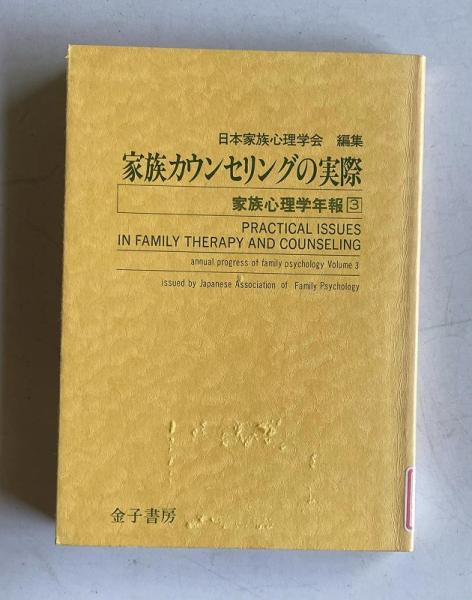 日本家族心理学会 編集
家族カウンセリングの実際
家族心理学年報 3
PRACTICAL ISSUES
IN FAMILY THERAPY AND COUNSELING
annual progress of family psychology Volume 3
issued by Japanese Association of Family Psychology
金子書房